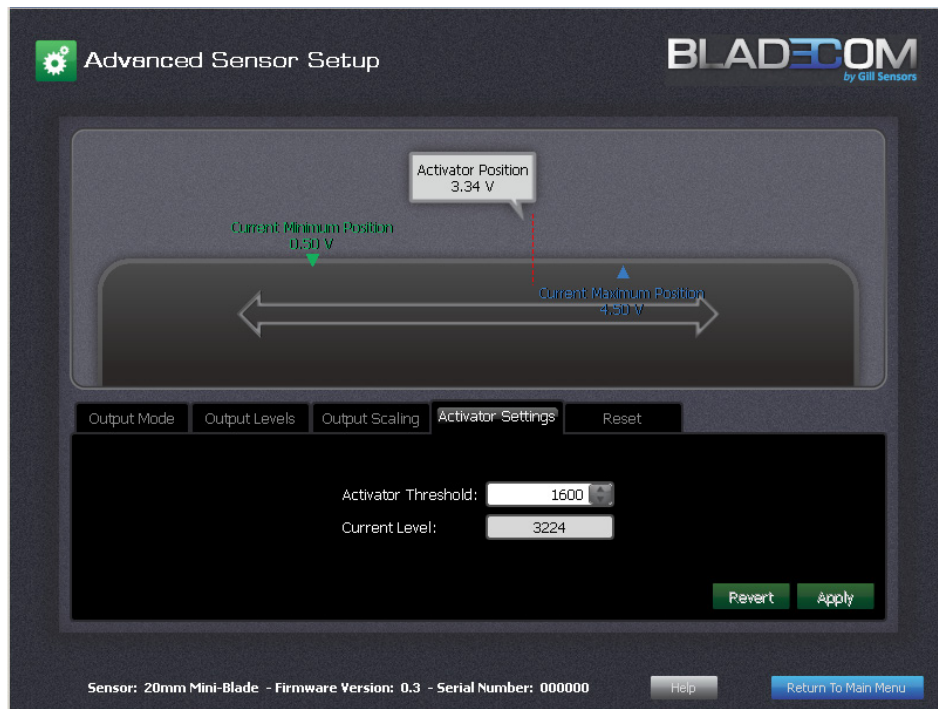 Advanced Sensor Setup
BLADECOM
by Gill Sensors
Activator Position
3.34 V
Current Minimum Position
0.50 V
Current Maximum Position
4.50 V
Output Mode
Output Levels
Output Scaling
Activator Settings
Reset
Activator Threshold: 1600
Current Level: 3224
Revert
Apply
Sensor: 20mm Mini-Blade - Firmware Version: 0.3 - Serial Number: 000000
Help
Return To Main Menu